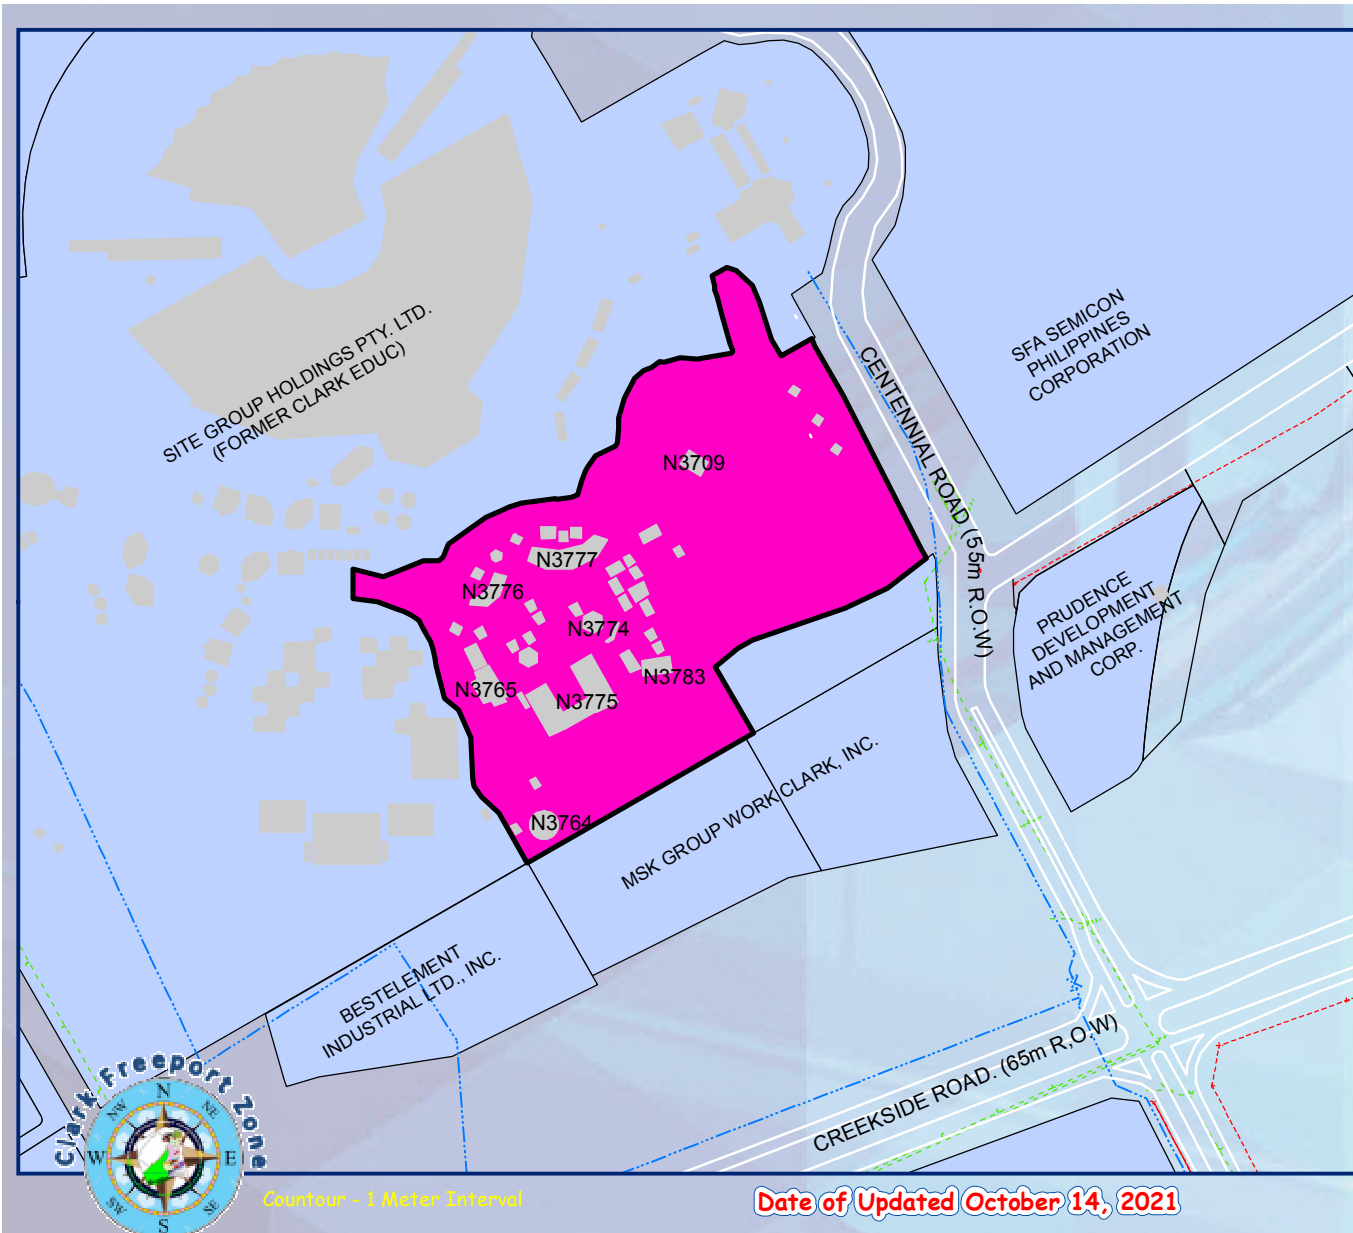 SITE GROUP HOLDINGS PTY. LTD.
(FORMER CLARK EDUC)
SFA SEMICON
PHILIPPINES
CORPORATION
CENTENNIAL ROAD (55m R.O.W)
N3709
N3777
N3776
N3774
N3765
N3775
N3783
N3764
PRUDENCE
DEVELOPMENT
AND MANAGEMENT
CORP.
MSK GROUP WORK CLARK, INC.
BESTELEMENT
INDUSTRIAL LTD., INC.
CREEKSIDE ROAD. (65m R,O.W)
Clark Freeport Zone
N
NW
NE
W
E
SW
SE
S
Countour - 1 Meter Interval
Date of Updated October 14, 2021